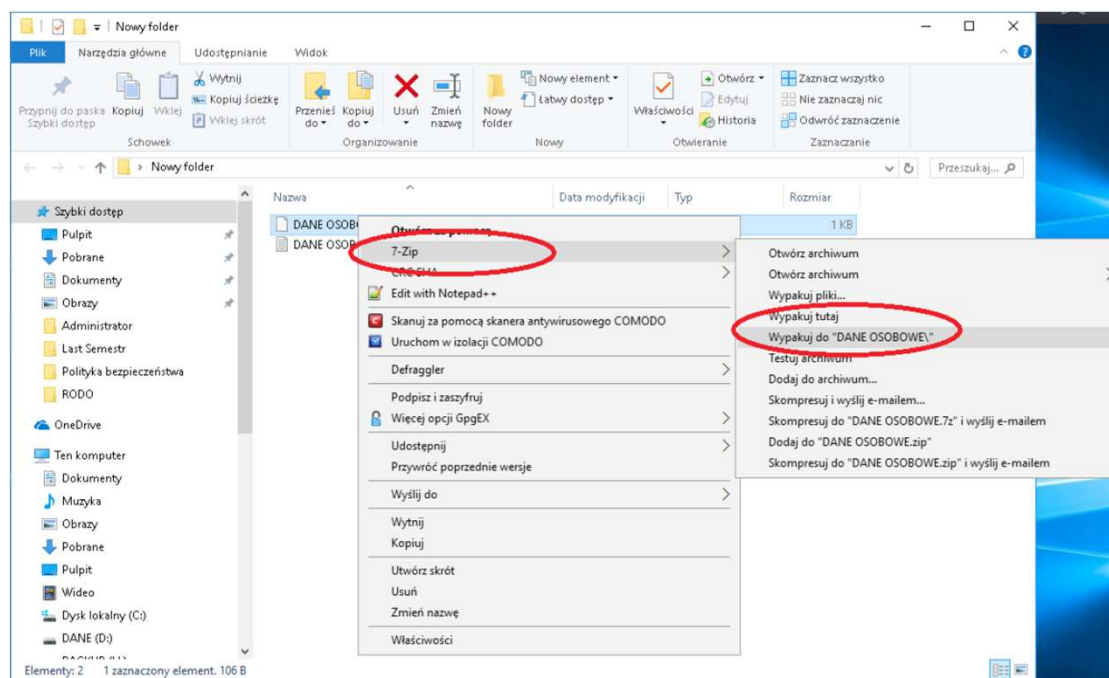 Nowy folder
Plik Narzędzia główne Udostępnianie Widok
Przypnij do paska Szybki dostęp
Kopiuj
Wklej
Wytnij
Kopiuj ścieżkę
Wklej skrót
Schowek
Przenieś do
Kopiuj do
Usuń
Zmień nazwę
Organizowanie
Nowy folder
Nowy element
Łatwy dostęp
Nowy
Właściwości
Otwórz
Edytuj
Historia
Otwieranie
Zaznacz wszystko
Nie zaznaczaj nic
Odwróć zaznaczenie
Zaznaczanie
Nowy folder
Przeszukaj...
Nazwa Data modyfikacji Typ Rozmiar
DANE OSOB 1 KB
DANE OSOB
Szybki dostęp
Pulpit
Pobrane
Dokumenty
Obrazy
Administrator
Last Semestr
Polityka bezpieczeństwa
RODO
OneDrive
Ten komputer
Dokumenty
Muzyka
Obrazy
Pobrane
Pulpit
Wideo
Dysk lokalny (C:)
DANE (D:)
Otwórz za pomocą
7-Zip
CRC SHA
Edit with Notepad++
Skanuj za pomocą skanera antywirusowego COMODO
Uruchom w izolacji COMODO
Defraggler
Podpisz i zaszyfruj
Więcej opcji GpgEX
Udostępnij
Przywróć poprzednie wersje
Wyślij do
Wytnij
Kopiuj
Utwórz skrót
Usuń
Zmień nazwę
Właściwości
Otwórz archiwum
Otwórz archiwum
Wypakuj pliki...
Wypakuj tutaj
Wypakuj do "DANE OSOBOWE\"
Testuj archiwum
Dodaj do archiwum...
Skompresuj i wyślij e-mailem...
Skompresuj do "DANE OSOBOWE.7z" i wyślij e-mailem
Dodaj do "DANE OSOBOWE.zip"
Skompresuj do "DANE OSOBOWE.zip" i wyślij e-mailem
Elementy: 2 1 zaznaczony element. 106 B